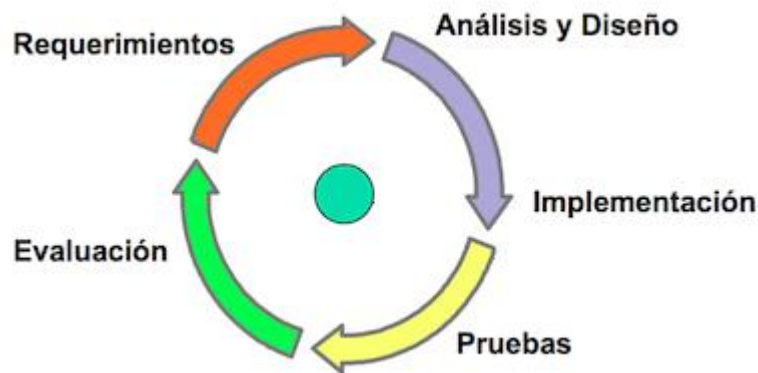 Requerimientos
Análisis y Diseño
Implementación
Pruebas
Evaluación